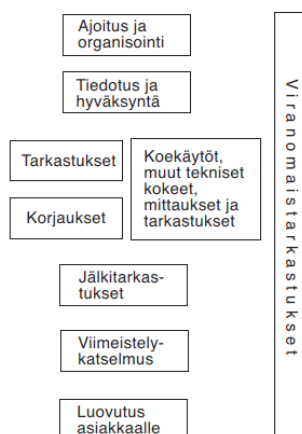 Ajoitus ja
organisointi
Tiedotus ja
hyväksyntä
Tarkastukset
Korjaukset
Koekäytöt,
muut tekniset
kokeet,
mittaukset ja
tarkastukset
Jälkitarkas-
tukset
Viimeistely-
katselmus
Luovutus
asiakkaalle
Viranomaistarkastukset